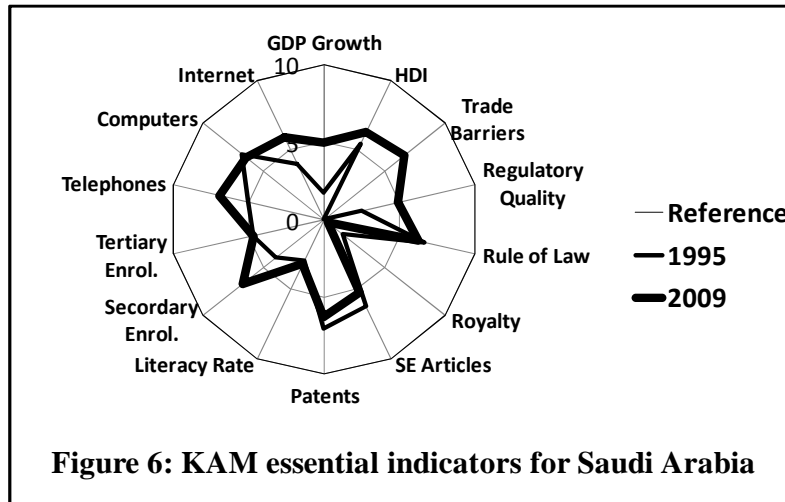 GDP Growth
10
HDI
Internet
Trade
Barriers
Computers
5
Regulatory
Quality
Telephones
0
Reference
1995
2009
Rule of Law
Tertiary
Enrol.
Secordary
Enrol.
Royalty
SE Articles
Literacy Rate
Patents
Figure 6: KAM essential indicators for Saudi Arabia